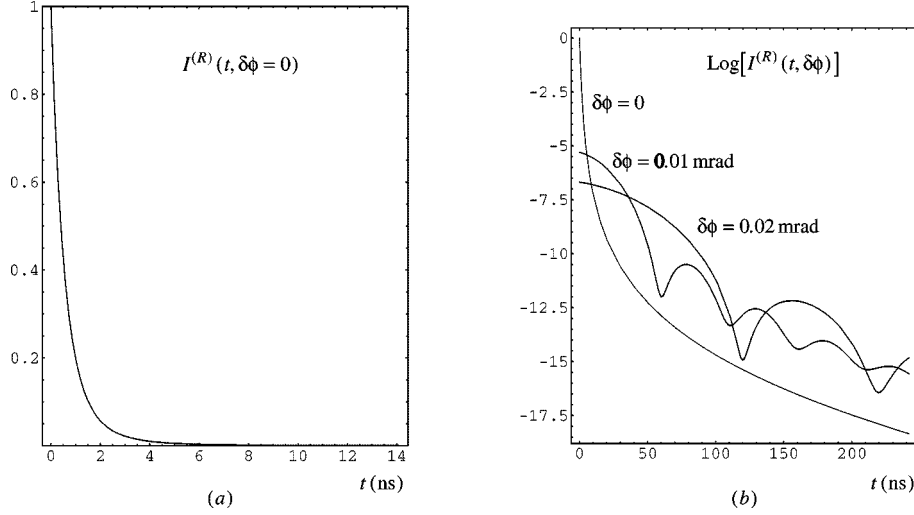 1
0.8
0.6
0.4
0.2
0 2 4 6 8 10 12 14
I^(R) (t, δϕ = 0)
t (ns)
(a)
0
-2.5
-5
-7.5
-10
-12.5
-15
-17.5
0 50 100 150 200
Log[I^(R) (t, δϕ)]
δϕ = 0
δϕ = 0.01 mrad
δϕ = 0.02 mrad
t (ns)
(b)